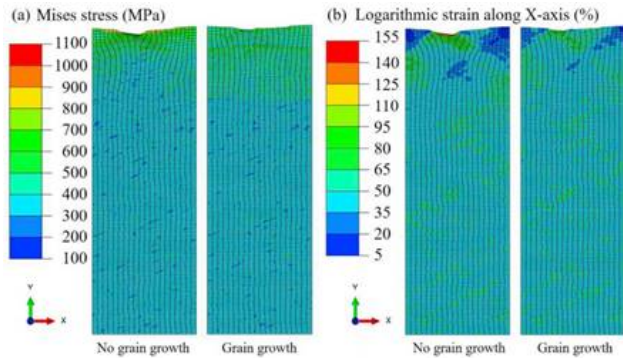 (a) Mises stress (MPa)
1100
1000
900
800
700
600
500
400
300
200
100
Y
X
No grain growth
Grain growth
(b) Logarithmic strain along X-axis (%)
155
140
125
110
95
80
65
50
35
20
5
Y
X
No grain growth
Grain growth